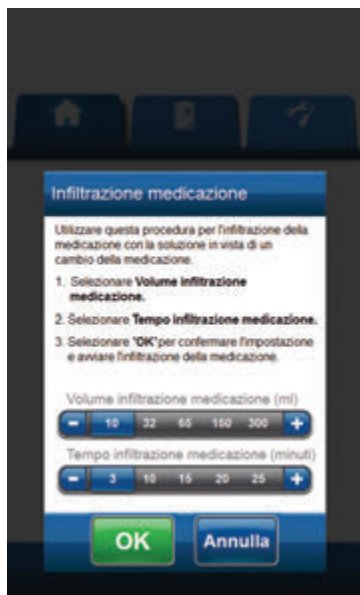 Infiltrazione medicazione
Utilizzare questa procedura per l'infiltrazione della
medicazione con la soluzione in vista di un
cambio della medicazione.
1. Selezionare Volume infiltrazione
medicazione.
2. Selezionare Tempo infiltrazione medicazione.
3. Selezionare "OK" per confermare l'impostazione
e avviare l'infiltrazione della medicazione.
Volume infiltrazione medicazione (ml)
- 10 32 65 150 300 +
Tempo infiltrazione medicazione (minuti)
- 3 10 15 20 25 +
OK Annulla